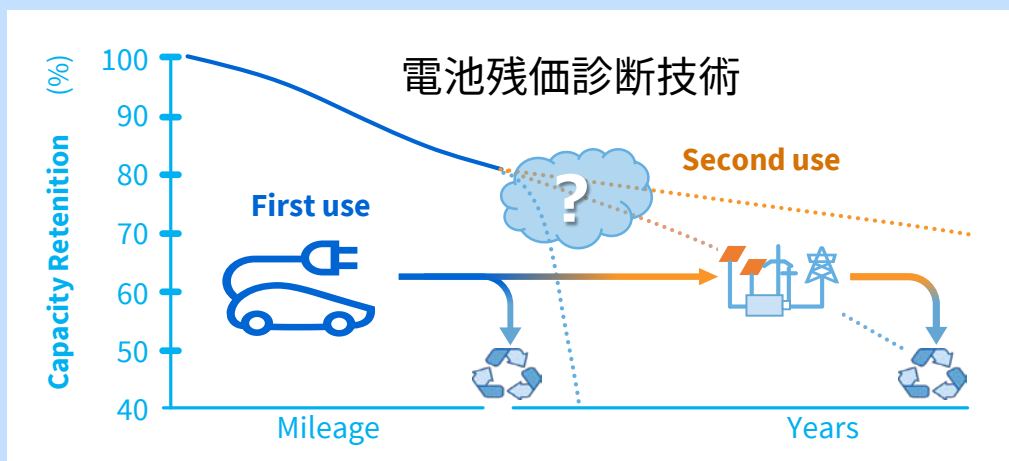 電池残価診断技術
Capacity Retenition (%)
100
90
80
70
60
50
40
First use
?
Second use
Mileage
Years